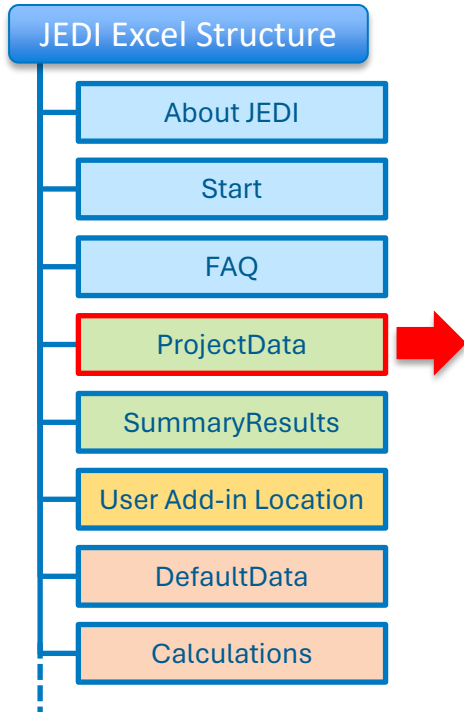 JEDI Excel Structure
About JEDI
Start
FAQ
ProjectData
SummaryResults
User Add-in Location
DefaultData
Calculations